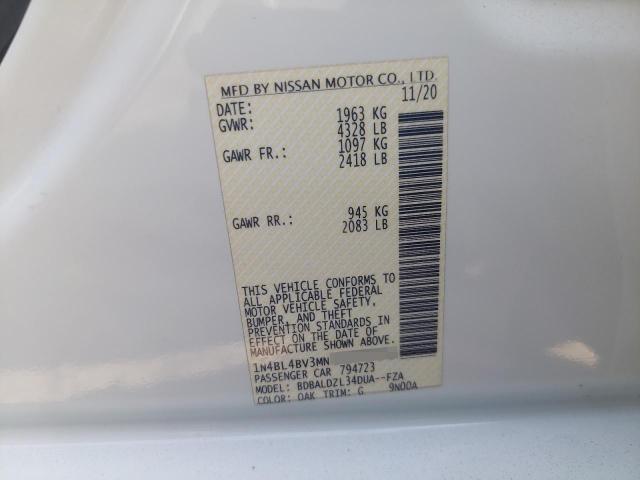 MFD BY NISSAN MOTOR CO., LTD.
DATE: 11/20
GVWR: 1963 KG
4328 LB
GAWR FR.: 1097 KG
2418 LB
GAWR RR.: 945 KG
2083 LB
THIS VEHICLE CONFORMS TO
ALL APPLICABLE FEDERAL
MOTOR VEHICLE SAFETY,
BUMPER, AND THEFT
PREVENTION STANDARDS IN
EFFECT ON THE DATE OF
MANUFACTURE SHOWN ABOVE.
1N4BL4BV3MN
PASSENGER CAR 794723
MODEL: BDBALDZL34DUA--FZA
COLOR: QAK TRIM: G 9N00A